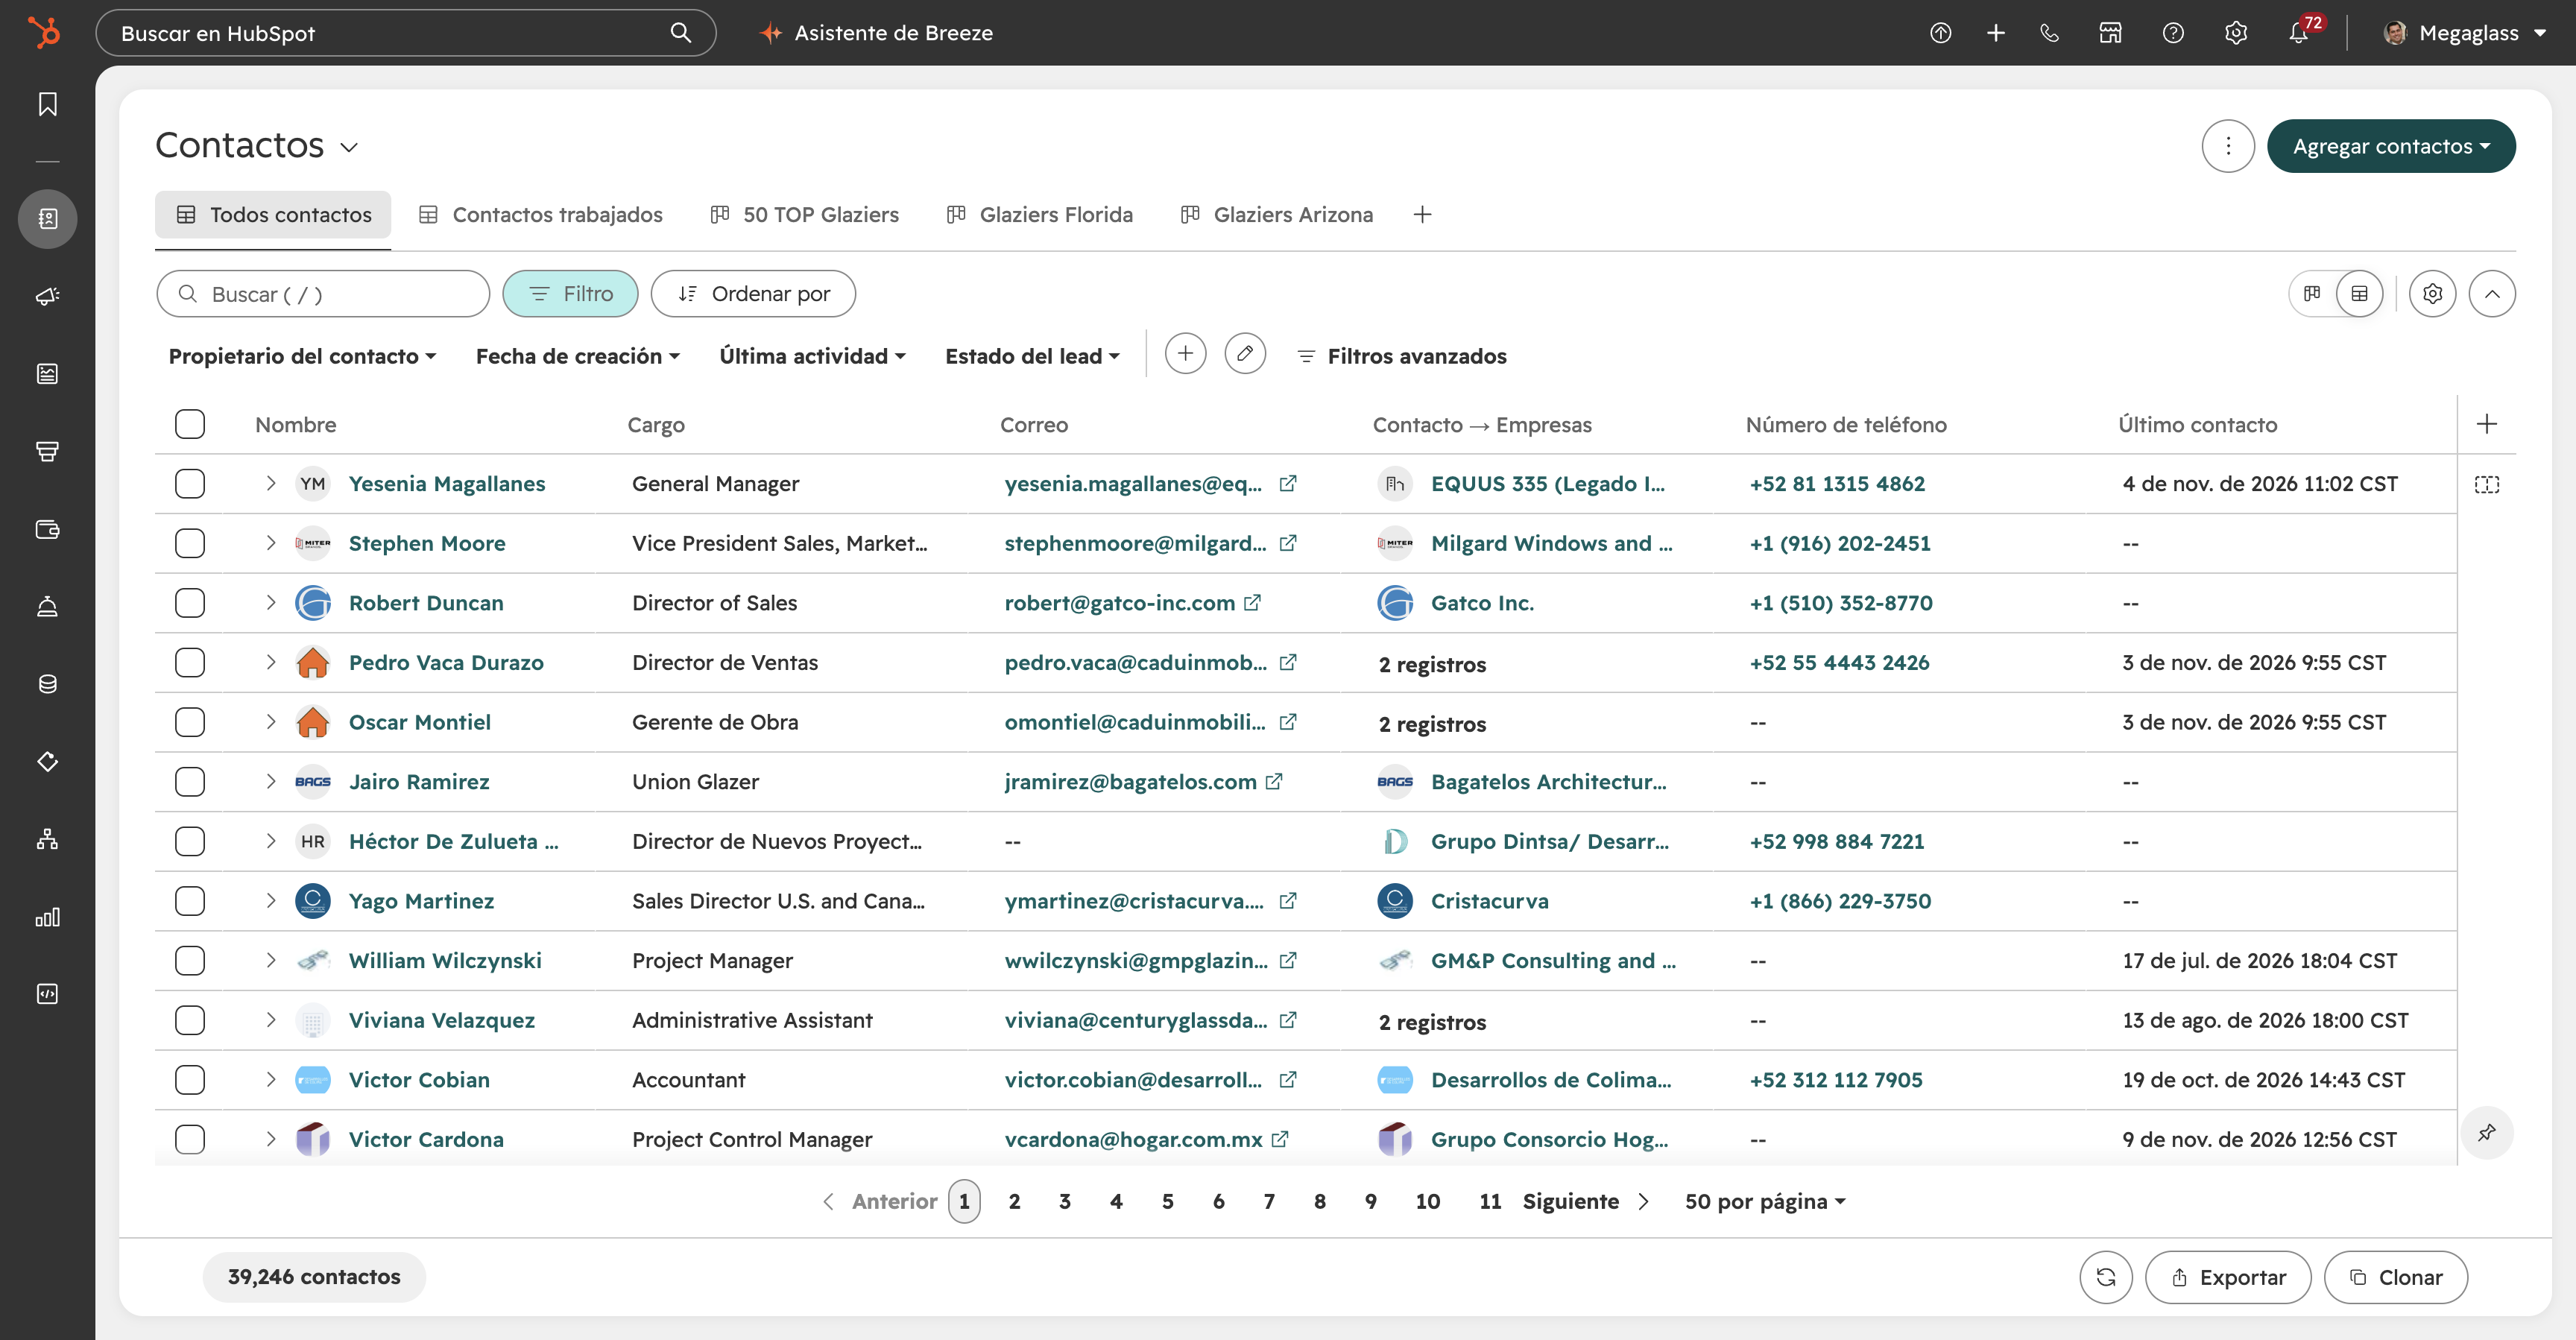 Buscar en HubSpot
Asistente de Breeze
72
Megaglass
Contactos
Agregar contactos
Todos contactos
Contactos trabajados
50 TOP Glaziers
Glaziers Florida
Glaziers Arizona
Buscar ( / )
Filtro
Ordenar por
Propietario del contacto
Fecha de creación
Última actividad
Estado del lead
Filtros avanzados
Nombre Cargo Correo Contacto → Empresas Número de teléfono Último contacto
YM Yesenia Magallanes General Manager yesenia.magallanes@eq... EQUUS 335 (Legado I... +52 81 1315 4862 4 de nov. de 2026 11:02 CST
MITER Stephen Moore Vice President Sales, Market... stephenmoore@milgard... MITER Milgard Windows and ... +1 (916) 202-2451 --
Robert Duncan Director of Sales robert@gatco-inc.com Gatco Inc. +1 (510) 352-8770 --
Pedro Vaca Durazo Director de Ventas pedro.vaca@caduinmob... 2 registros +52 55 4443 2426 3 de nov. de 2026 9:55 CST
Oscar Montiel Gerente de Obra omontiel@caduinmobili... 2 registros -- 3 de nov. de 2026 9:55 CST
BAGS Jairo Ramirez Union Glazer jramirez@bagatelos.com BAGS Bagatelos Architectur... -- --
HR Héctor De Zulueta ... Director de Nuevos Proyect... -- Grupo Dintsa/ Desarr... +52 998 884 7221 --
Yago Martinez Sales Director U.S. and Cana... ymartinez@cristacurva.... Cristacurva +1 (866) 229-3750 --
William Wilczynski Project Manager wwilczynski@gmpglazin... GM&P Consulting and ... -- 17 de jul. de 2026 18:04 CST
Viviana Velazquez Administrative Assistant viviana@centuryglassda... 2 registros -- 13 de ago. de 2026 18:00 CST
Victor Cobian Accountant victor.cobian@desarroll... Desarrollos de Colima... +52 312 112 7905 19 de oct. de 2026 14:43 CST
Victor Cardona Project Control Manager vcardona@hogar.com.mx Grupo Consorcio Hog... -- 9 de nov. de 2026 12:56 CST
Anterior 1 2 3 4 5 6 7 8 9 10 11 Siguiente 50 por página
39,246 contactos
Exportar
Clonar